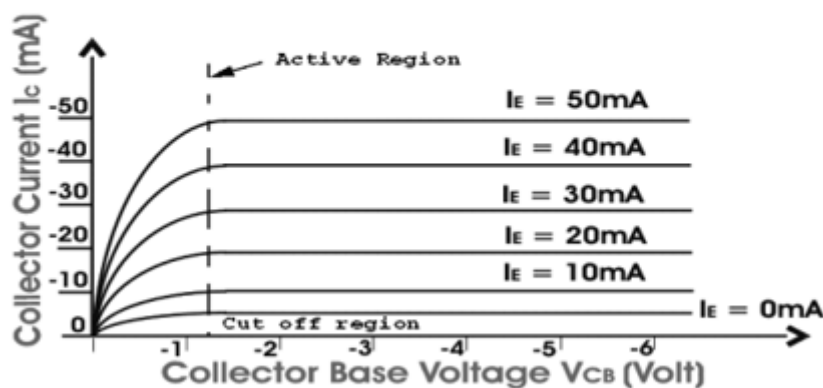 Collector Current Ic (mA)
Active Region
-50
-40
-30
-20
-10
0
IE = 50mA
IE = 40mA
IE = 30mA
IE = 20mA
IE = 10mA
IE = 0mA
Cut off region
-1 -2 -3 -4 -5 -6
Collector Base Voltage VCB (Volt)